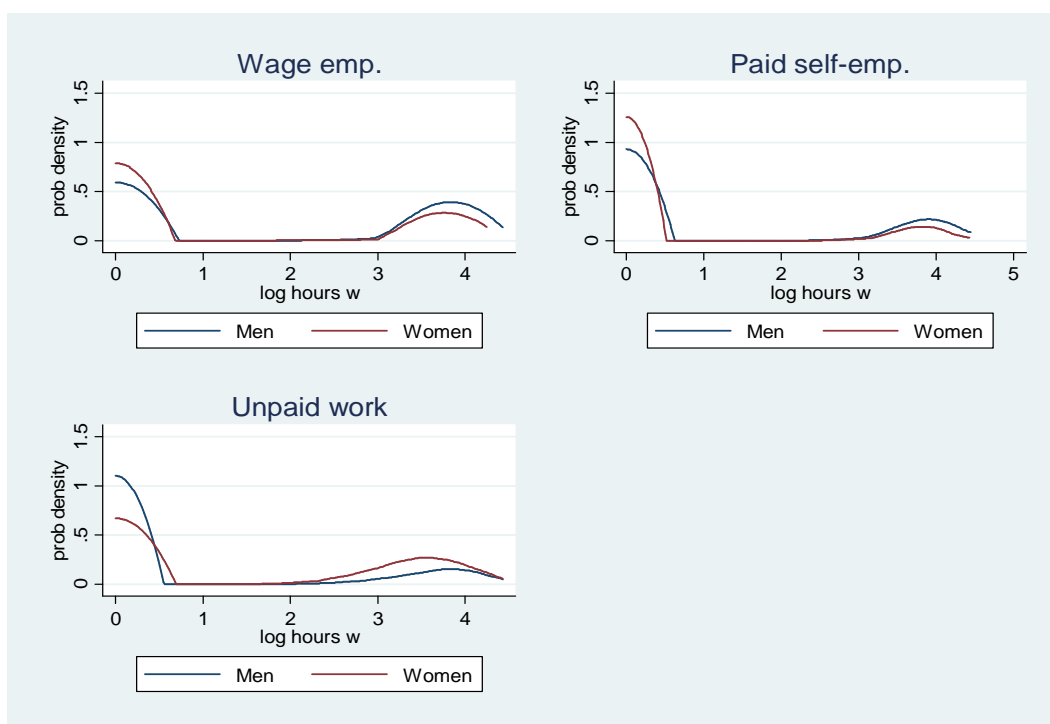 Wage emp.
prob density
0 .5 1 1.5
0 1 2 3 4
log hours w
Men Women
Paid self-emp.
prob density
0 .5 1 1.5
0 1 2 3 4 5
log hours w
Men Women
Unpaid work
prob density
0 .5 1 1.5
0 1 2 3 4
log hours w
Men Women